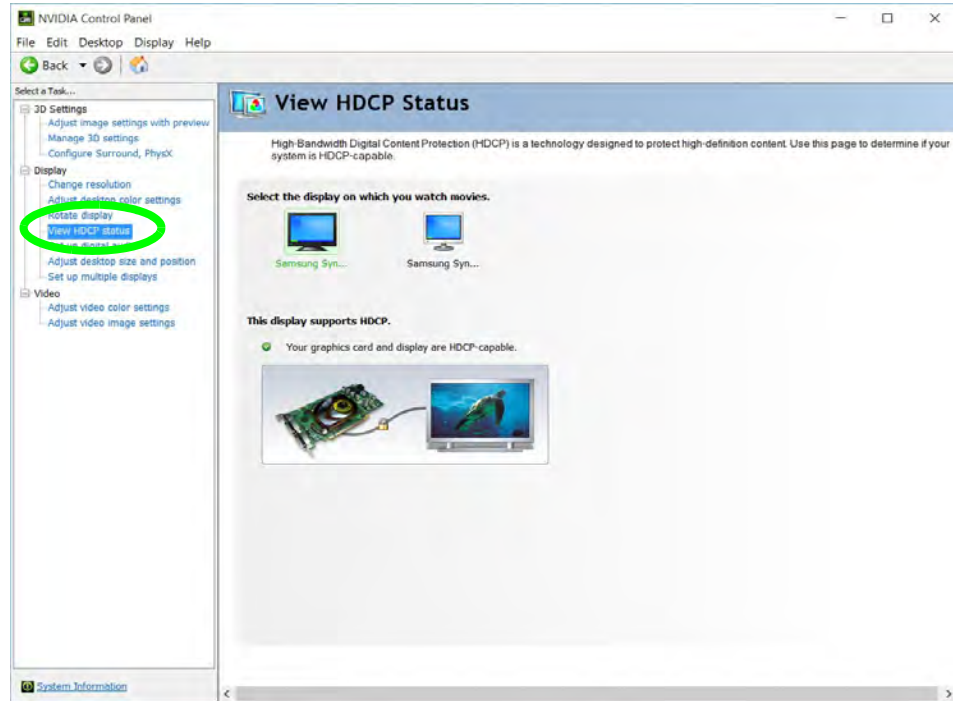 NVIDIA Control Panel
File Edit Desktop Display Help
Back
Select a Task...
3D Settings
Adjust image settings with preview
Manage 3D settings
Configure Surround, PhysX
Display
Change resolution
Adjust desktop color settings
Rotate display
View HDCP status
Set up digital audio
Adjust desktop size and position
Set up multiple displays
Video
Adjust video color settings
Adjust video image settings
System Information
View HDCP Status
High-Bandwidth Digital Content Protection (HDCP) is a technology designed to protect high-definition content. Use this page to determine if your
system is HDCP-capable.
Select the display on which you watch movies.
Samsung Syn... Samsung Syn...
This display supports HDCP.
Your graphics card and display are HDCP-capable.